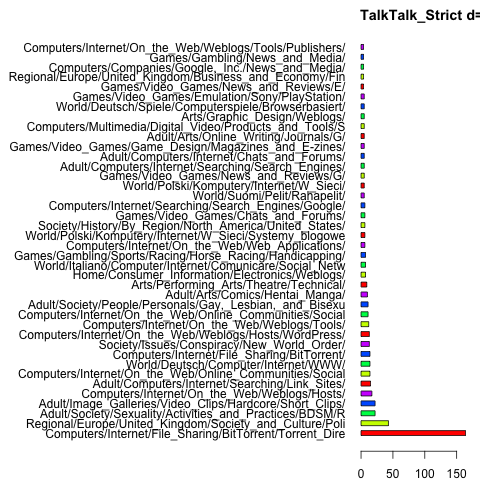 TalkTalk_Strict d=
Computers/Internet/On_the_Web/Weblogs/Tools/Publishers/
Games/Gambling/News_and_Media/
Computers/Companies/Google,_Inc./News_and_Media/
Regional/Europe/United_Kingdom/Business_and_Economy/Fin
Games/Video_Games/News_and_Reviews/E/
Games/Video_Games/Emulation/Sony/PlayStation/
World/Deutsch/Spiele/Computerspiele/Browserbasiert/
Arts/Graphic_Design/Weblogs/
Computers/Multimedia/Digital_Video/Products_and_Tools/S
Adult/Arts/Online_Writing/Journals/G/
Games/Video_Games/Game_Design/Magazines_and_E-zines/
Adult/Computers/Internet/Chats_and_Forums/
Adult/Computers/Internet/Searching/Search_Engines/
Games/Video_Games/News_and_Reviews/G/
World/Polski/Komputery/Internet/W_Sieci/
World/Suomi/Pelit/Rahapelit/
Computers/Internet/Searching/Search_Engines/Google/
Games/Video_Games/Chats_and_Forums/
Society/History/By_Region/North_America/United_States/
World/Polski/Komputery/Internet/W_Sieci/Systemy_blogowe
Computers/Internet/On_the_Web/Web_Applications/
Games/Gambling/Sports/Racing/Horse_Racing/Handicapping/
World/Italiano/Computer/Internet/Comunicare/Social_Netw
Home/Consumer_Information/Electronics/Weblogs/
Arts/Performing_Arts/Theatre/Technical/
Adult/Arts/Comics/Hentai_Manga/
Adult/Society/People/Personals/Gay,_Lesbian,_and_Bisexu
Computers/Internet/On_the_Web/Online_Communities/Social
Computers/Internet/On_the_Web/Weblogs/Tools/
Computers/Internet/On_the_Web/Weblogs/Hosts/WordPress/
Society/Issues/Conspiracy/New_World_Order/
Computers/Internet/File_Sharing/BitTorrent/
World/Deutsch/Computer/Internet/WWW/
Computers/Internet/On_the_Web/Online_Communities/Social
Adult/Computers/Internet/Searching/Link_Sites/
Computers/Internet/On_the_Web/Weblogs/Hosts/
Adult/Image_Galleries/Video_Clips/Hardcore/Short_Clips/
Adult/Society/Sexuality/Activities_and_Practices/BDSM/R
Regional/Europe/United_Kingdom/Society_and_Culture/Poli
Computers/Internet/File_Sharing/BitTorrent/Torrent_Dire
0 50 100 150